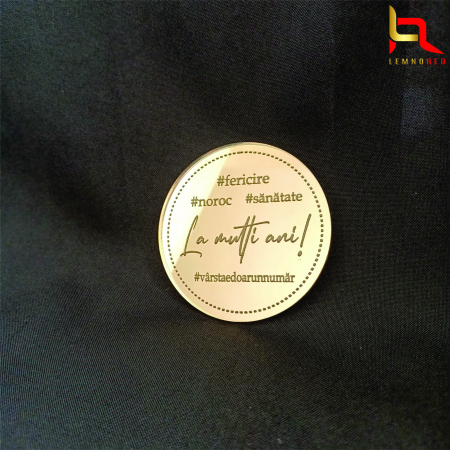 LEMNORED
#fericire
#noroc #sănătate
La mulți ani!
#vârstaedoarunnumăr